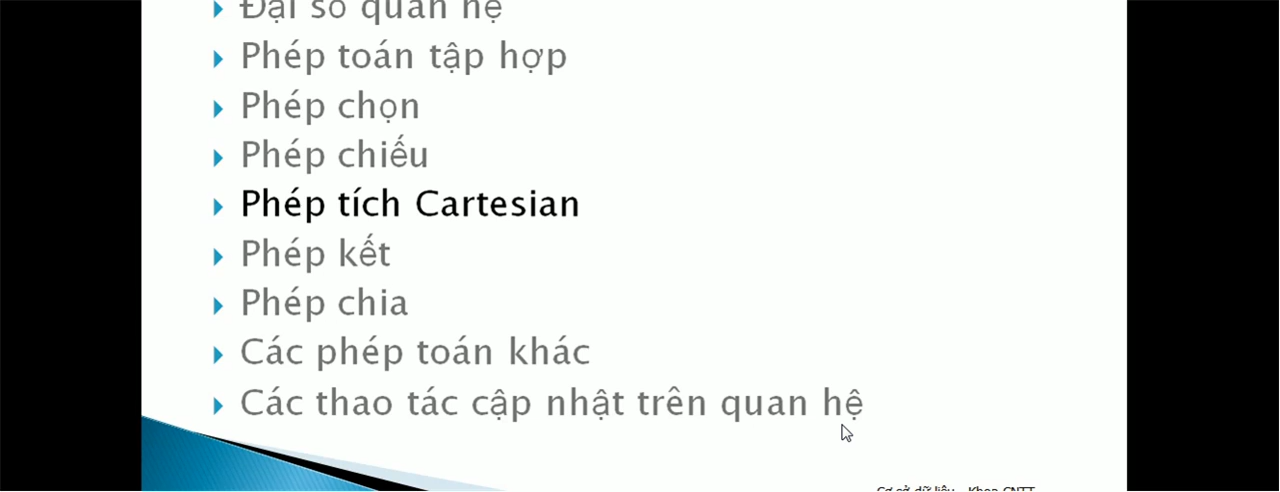 Đại số quan hệ
Phép toán tập hợp
Phép chọn
Phép chiếu
Phép tích Cartesian
Phép kết
Phép chia
Các phép toán khác
Các thao tác cập nhật trên quan hệ
Cơ sở dữ liệu - Khoa CNTT